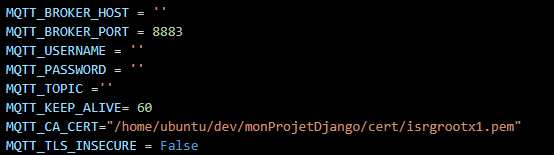 MQTT_BROKER_HOST = ''
MQTT_BROKER_PORT = 8883
MQTT_USERNAME = ''
MQTT_PASSWORD = ''
MQTT_TOPIC =''
MQTT_KEEP_ALIVE= 60
MQTT_CA_CERT="/home/ubuntu/dev/monProjetDjango/cert/isrgrootx1.pem"
MQTT_TLS_INSECURE = False